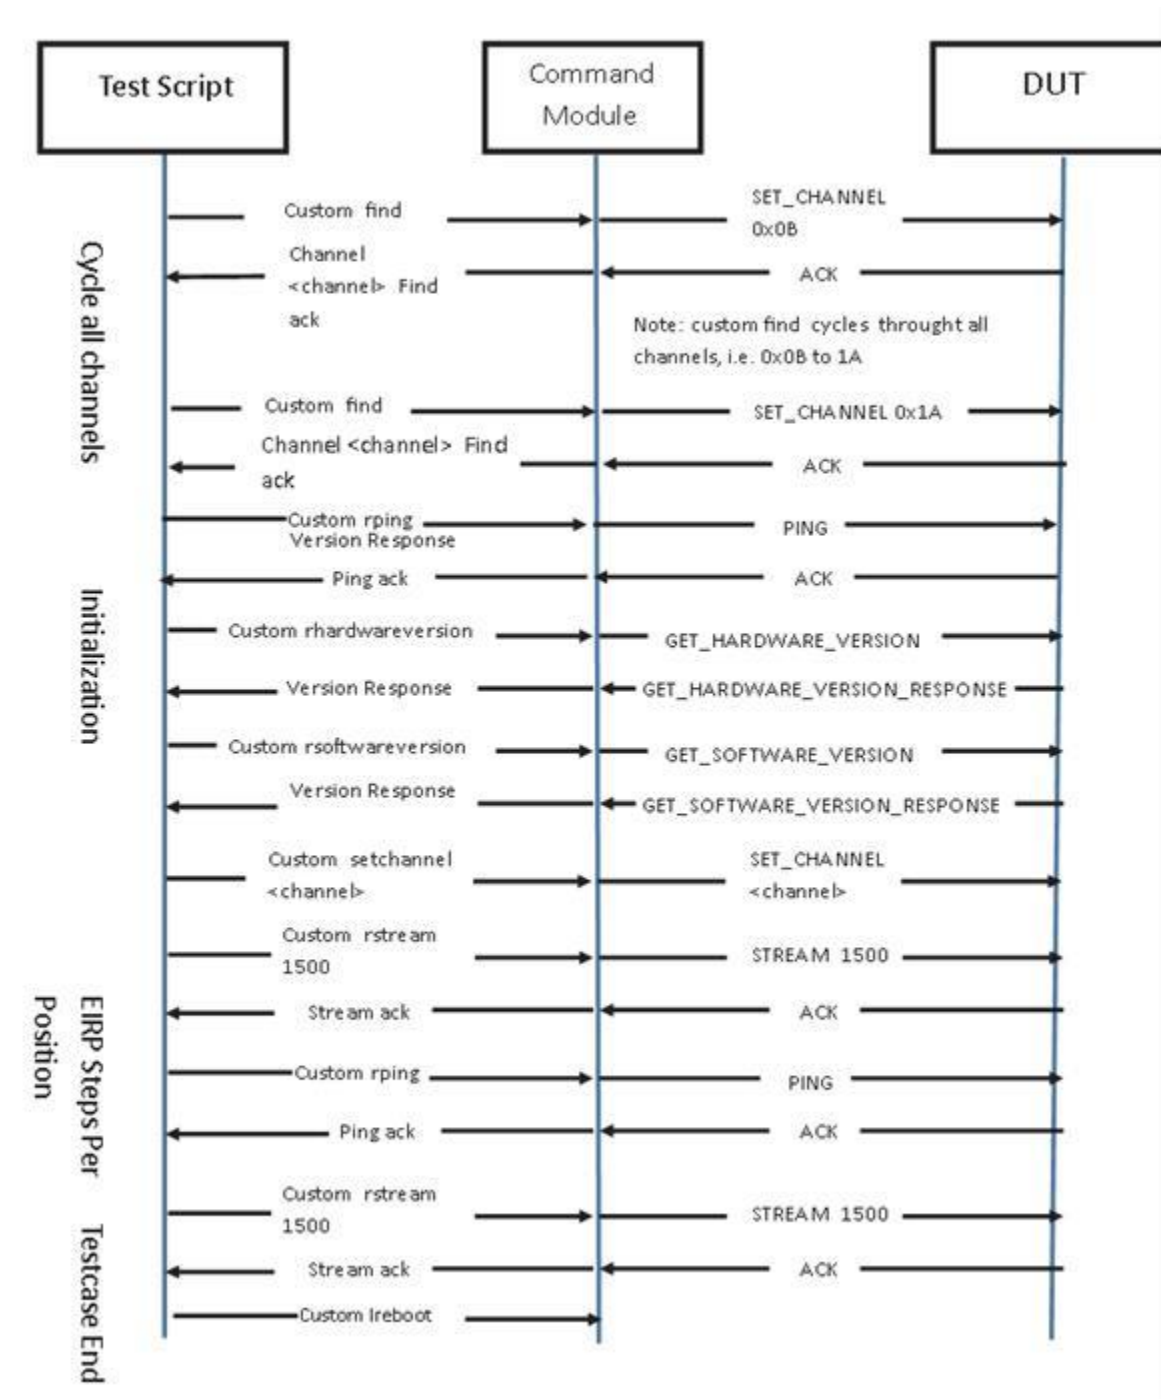 Test Script
Command
Module
DUT
Custom find
SET_CHANNEL
0x0B
Channel
<channel> Find
ack
ACK
Note: custom find cycles throught all
channels, i.e. 0x0B to 1A
Cycle all channels
Custom find
SET_CHANNEL 0x1A
Channel <channel> Find
ack
ACK
Custom rping
Version Response
PING
Ping ack
ACK
Initialization
Custom rhardwareversion
GET_HARDWARE_VERSION
Version Response
GET_HARDWARE_VERSION_RESPONSE
Custom rsoftwareversion
GET_SOFTWARE_VERSION
Version Response
GET_SOFTWARE_VERSION_RESPONSE
Custom setchannel
<channel>
SET_CHANNEL
<channel>
Custom rstream
1500
STREAM 1500
Stream ack
ACK
EIRP Steps Per
Position
Custom rping
PING
Ping ack
ACK
Custom rstream
1500
STREAM 1500
Stream ack
ACK
Testcase End
Custom lreboot